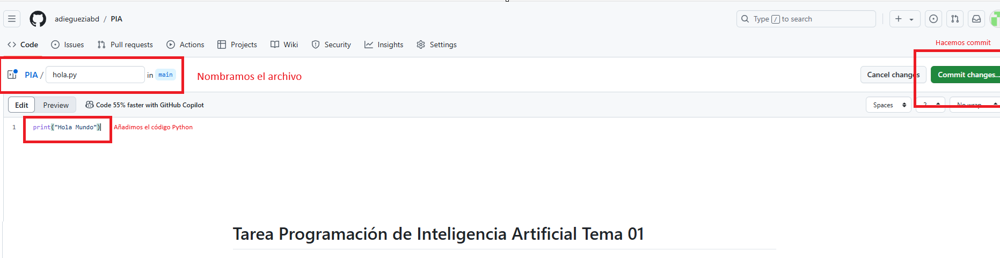 adiegueziabd / PIA
Type / to search
Code Issues Pull requests Actions Projects Wiki Security Insights Settings
Hacemos commit
PIA / hola.py in main
Nombramos el archivo
Cancel changes
Commit changes...
Edit Preview Code 55% faster with GitHub Copilot
Spaces 2 No wrap
1 print("Hola Mundo")
Añadimos el código Python
Tarea Programación de Inteligencia Artificial Tema 01